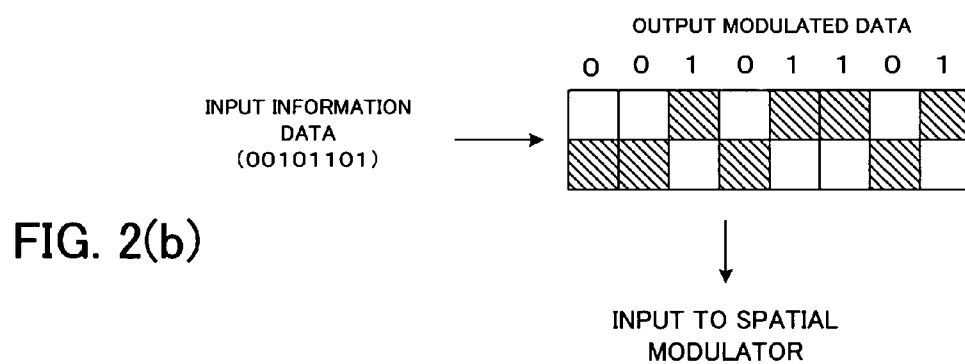 OUTPUT MODULATED DATA
0 0 1 0 1 1 0 1
INPUT INFORMATION
DATA
(00101101)
FIG. 2(b)
INPUT TO SPATIAL
MODULATOR